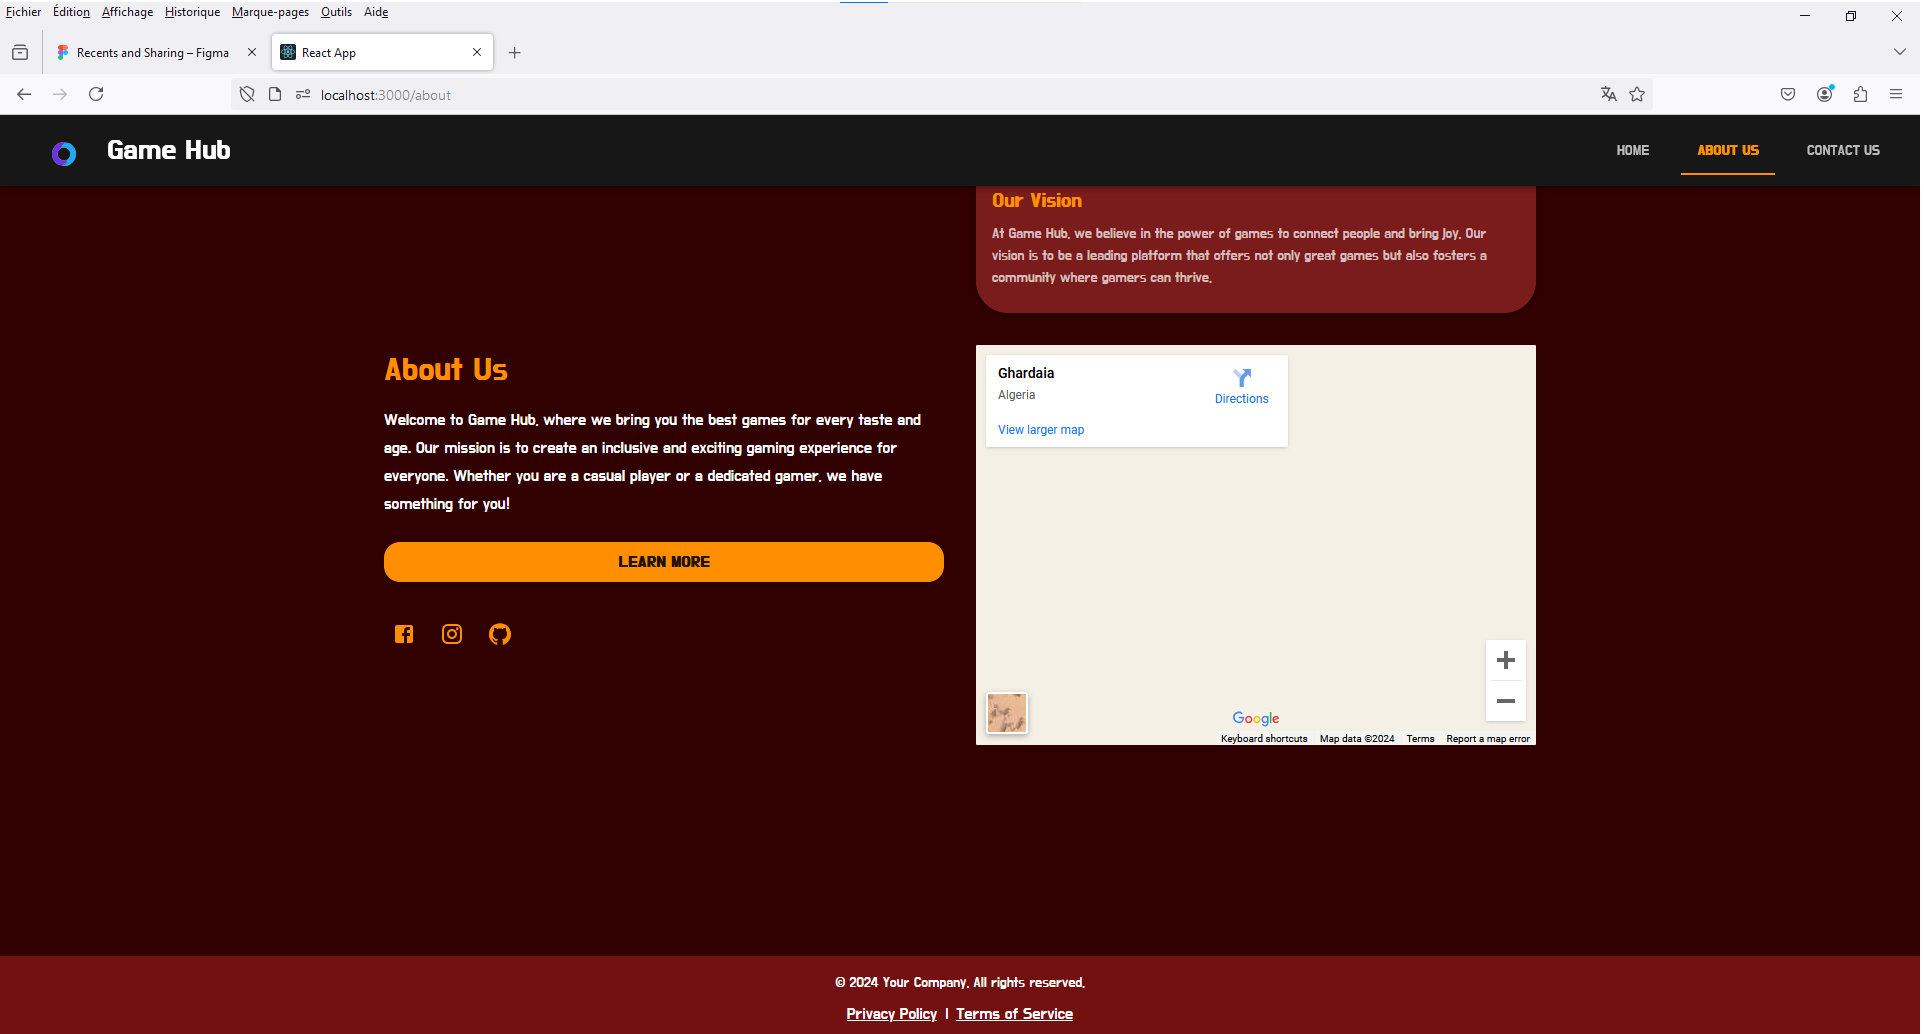 Fichier Édition Affichage Historique Marque-pages Outils Aide
Recents and Sharing – Figma
React App
localhost:3000/about
Game Hub
HOME
ABOUT US
CONTACT US
Our Vision
At Game Hub, we believe in the power of games to connect people and bring joy. Our
vision is to be a leading platform that offers not only great games but also fosters a
community where gamers can thrive.
About Us
Welcome to Game Hub, where we bring you the best games for every taste and
age. Our mission is to create an inclusive and exciting gaming experience for
everyone. Whether you are a casual player or a dedicated gamer, we have
something for you!
LEARN MORE
Ghardaia
Algeria
Directions
View larger map
Google
Keyboard shortcuts Map data ©2024 Terms Report a map error
© 2024 Your Company. All rights reserved.
Privacy Policy | Terms of Service